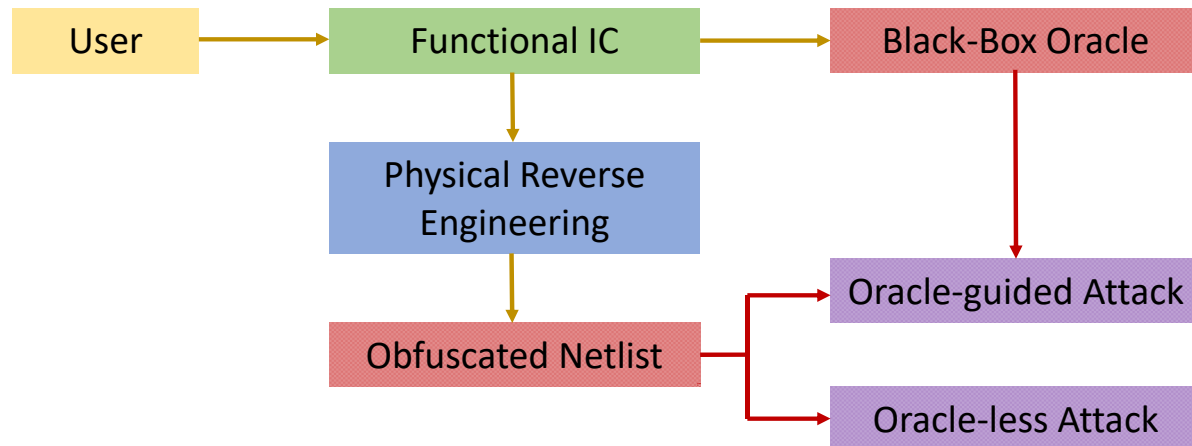 User
Functional IC
Black-Box Oracle
Physical Reverse
Engineering
Oracle-guided Attack
Obfuscated Netlist
Oracle-less Attack